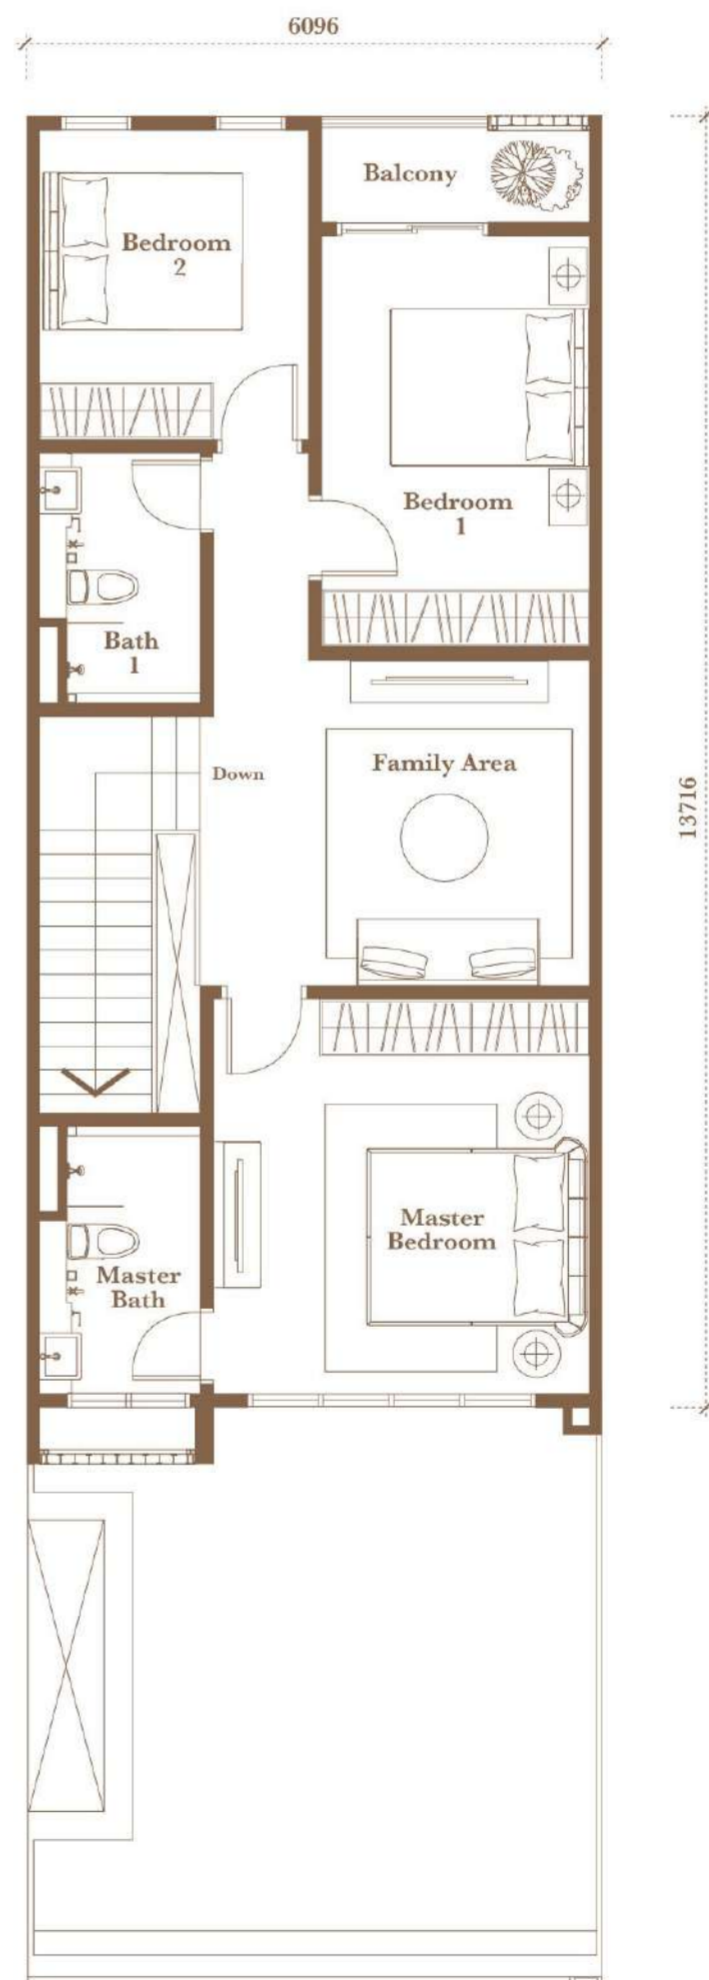 6096
Balcony
Bedroom
2
Bedroom
1
Bath
1
Down
Family Area
13716
Master
Bedroom
Master
Bath